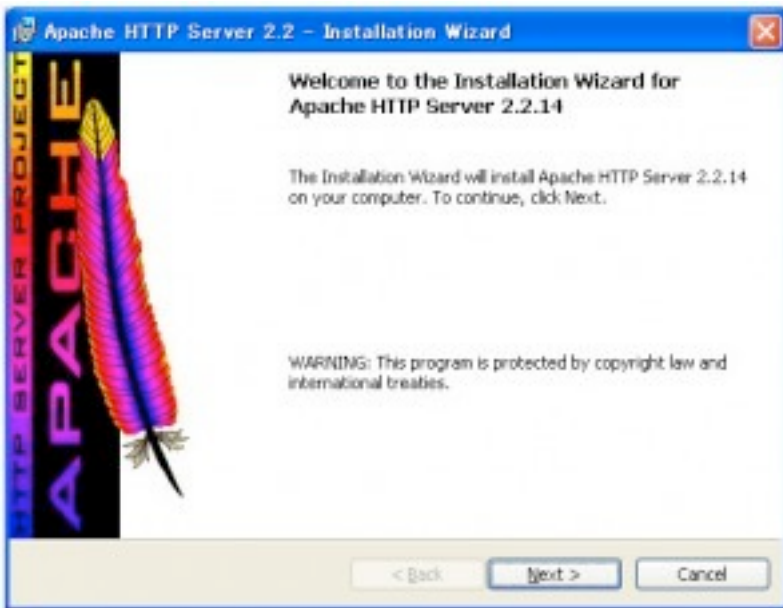 Apache HTTP Server 2.2 - Installation Wizard
HTTP SERVER PROJECT
APACHE
Welcome to the Installation Wizard for
Apache HTTP Server 2.2.14
The Installation Wizard will install Apache HTTP Server 2.2.14
on your computer. To continue, click Next.
WARNING: This program is protected by copyright law and
international treaties.
< Back
Next >
Cancel